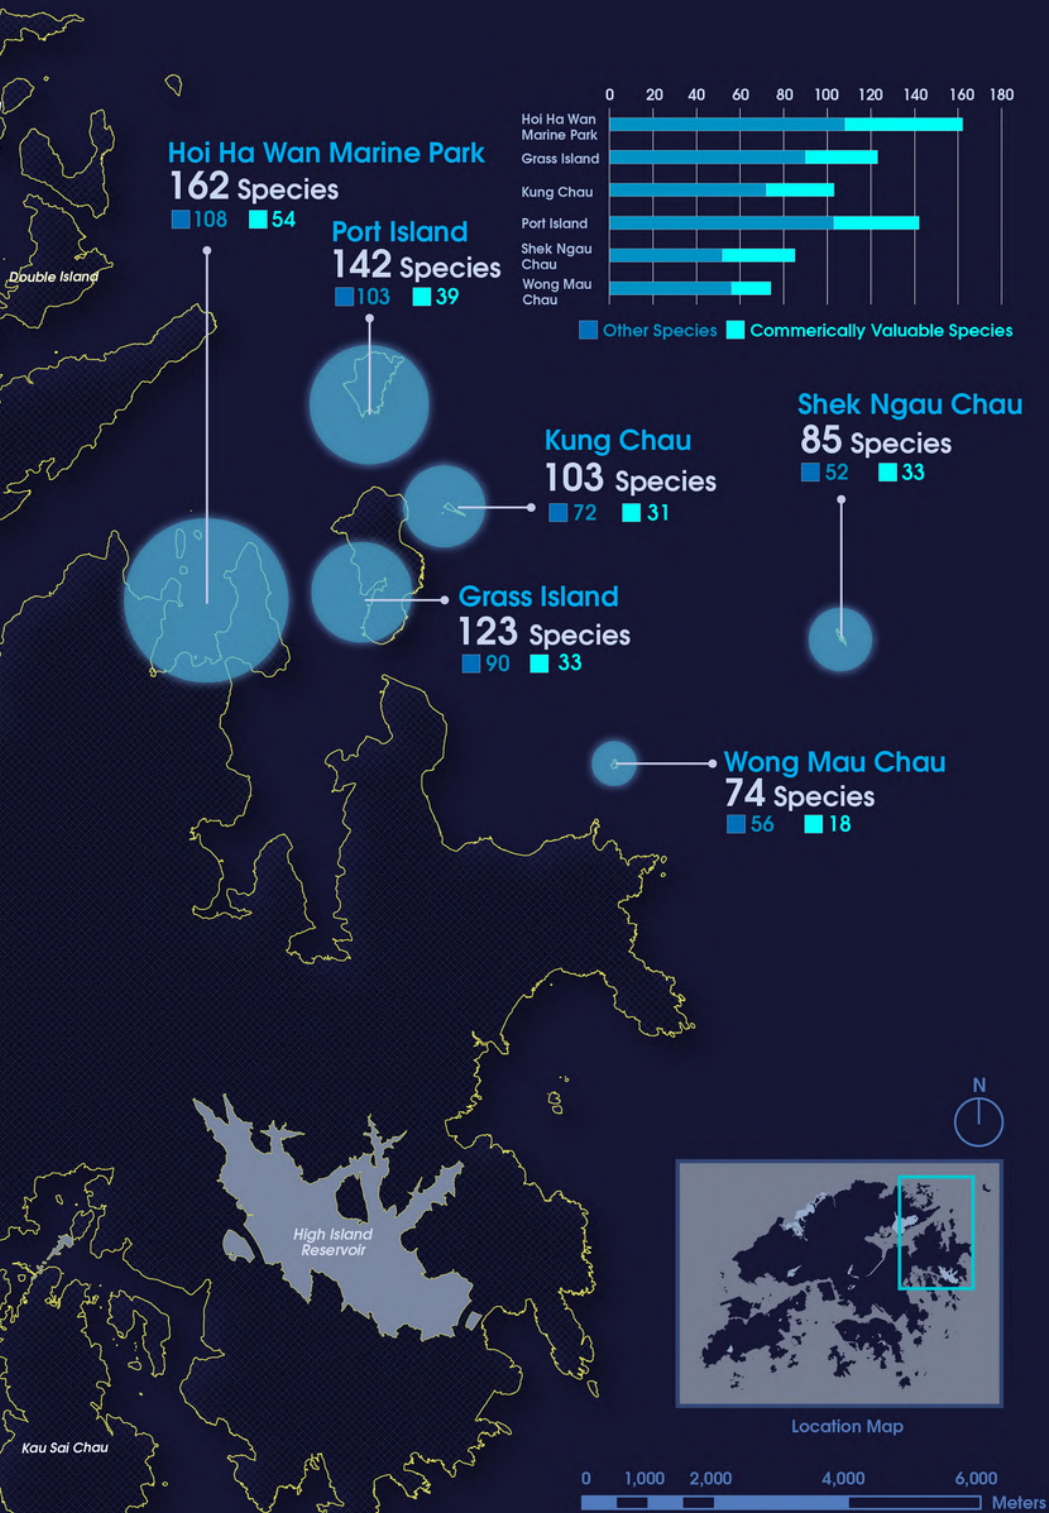 0 20 40 60 80 100 120 140 160 180
Hoi Ha Wan
Marine Park
Grass Island
Kung Chau
Port Island
Shek Ngau
Chau
Wong Mau
Chau
Other Species Commerically Valuable Species
Hoi Ha Wan Marine Park
162 Species
108 54
Port Island
142 Species
103 39
Double Island
Shek Ngau Chau
85 Species
52 33
Kung Chau
103 Species
72 31
Grass Island
123 Species
90 33
Wong Mau Chau
74 Species
56 18
N
High Island
Reservoir
Location Map
Kau Sai Chau
0 1,000 2,000 4,000 6,000
Meters